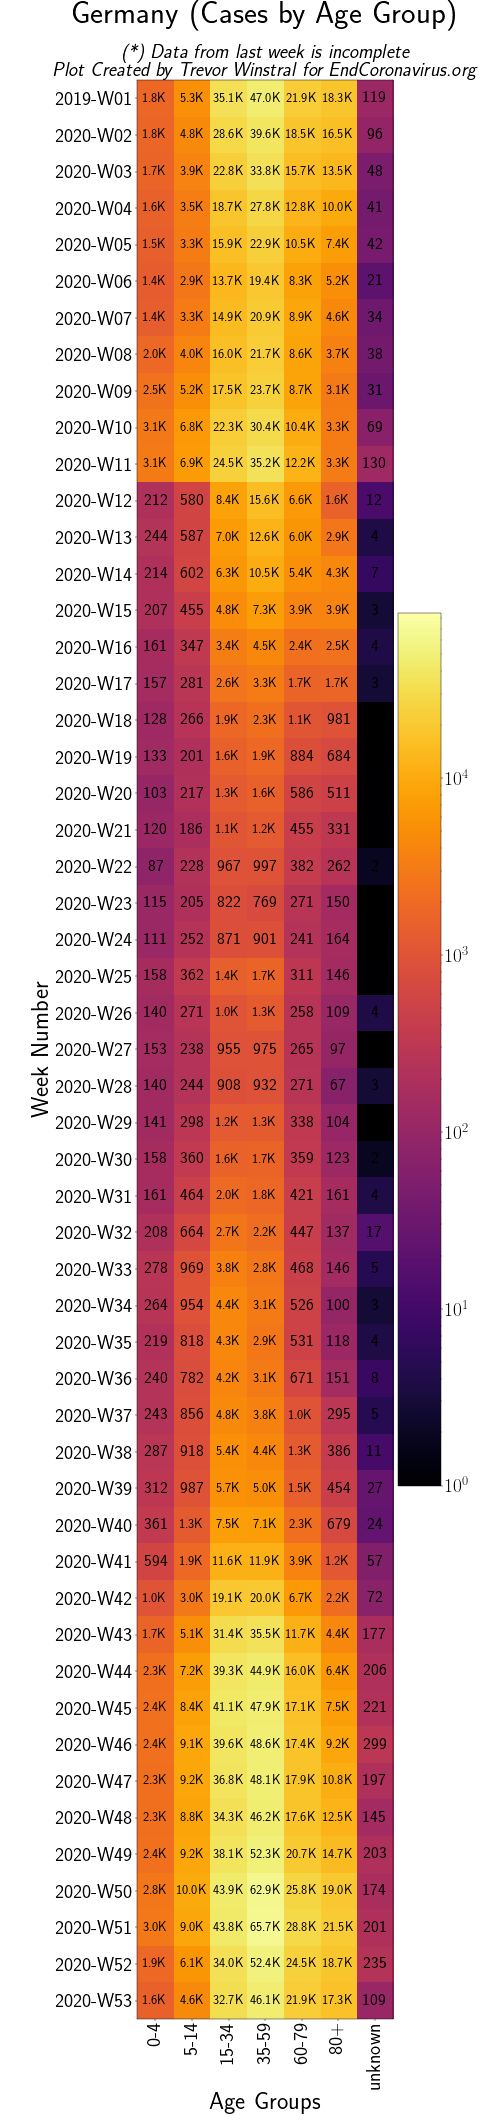 Germany (Cases by Age Group)
(*) Data from last week is incomplete
Plot Created by Trevor Winstral for EndCoronavirus.org
2019-W01 1.8K 5.3K 35.1K 47.0K 21.9K 18.3K 119
2020-W02 1.8K 4.8K 28.6K 39.6K 18.5K 16.5K 96
2020-W03 1.7K 3.9K 22.8K 33.8K 15.7K 13.5K 48
2020-W04 1.6K 3.5K 18.7K 27.8K 12.8K 10.0K 41
2020-W05 1.5K 3.3K 15.9K 22.9K 10.5K 7.4K 42
2020-W06 1.4K 2.9K 13.7K 19.4K 8.3K 5.2K 21
2020-W07 1.4K 3.3K 14.9K 20.9K 8.9K 4.6K 34
2020-W08 2.0K 4.0K 16.0K 21.7K 8.6K 3.7K 38
2020-W09 2.5K 5.2K 17.5K 23.7K 8.7K 3.1K 31
2020-W10 3.1K 6.8K 22.3K 30.4K 10.4K 3.3K 69
2020-W11 3.1K 6.9K 24.5K 35.2K 12.2K 3.3K 130
2020-W12 212 580 8.4K 15.6K 6.6K 1.6K 12
2020-W13 244 587 7.0K 12.6K 6.0K 2.9K 4
2020-W14 214 602 6.3K 10.5K 5.4K 4.3K 7
2020-W15 207 455 4.8K 7.3K 3.9K 3.9K 3
2020-W16 161 347 3.4K 4.5K 2.4K 2.5K 4
2020-W17 157 281 2.6K 3.3K 1.7K 1.7K 3
2020-W18 128 266 1.9K 2.3K 1.1K 981
2020-W19 133 201 1.6K 1.9K 884 684
2020-W20 103 217 1.3K 1.6K 586 511
2020-W21 120 186 1.1K 1.2K 455 331
2020-W22 87 228 967 997 382 262 2
2020-W23 115 205 822 769 271 150
2020-W24 111 252 871 901 241 164
2020-W25 158 362 1.4K 1.7K 311 146
2020-W26 140 271 1.0K 1.3K 258 109 4
2020-W27 153 238 955 975 265 97
2020-W28 140 244 908 932 271 67 3
2020-W29 141 298 1.2K 1.3K 338 104
2020-W30 158 360 1.6K 1.7K 359 123 2
2020-W31 161 464 2.0K 1.8K 421 161 4
2020-W32 208 664 2.7K 2.2K 447 137 17
2020-W33 278 969 3.8K 2.8K 468 146 5
2020-W34 264 954 4.4K 3.1K 526 100 3
2020-W35 219 818 4.3K 2.9K 531 118 4
2020-W36 240 782 4.2K 3.1K 671 151 8
2020-W37 243 856 4.8K 3.8K 1.0K 295 5
2020-W38 287 918 5.4K 4.4K 1.3K 386 11
2020-W39 312 987 5.7K 5.0K 1.5K 454 27
2020-W40 361 1.3K 7.5K 7.1K 2.3K 679 24
2020-W41 594 1.9K 11.6K 11.9K 3.9K 1.2K 57
2020-W42 1.0K 3.0K 19.1K 20.0K 6.7K 2.2K 72
2020-W43 1.7K 5.1K 31.4K 35.5K 11.7K 4.4K 177
2020-W44 2.3K 7.2K 39.3K 44.9K 16.0K 6.4K 206
2020-W45 2.4K 8.4K 41.1K 47.9K 17.1K 7.5K 221
2020-W46 2.4K 9.1K 39.6K 48.6K 17.4K 9.2K 299
2020-W47 2.3K 9.2K 36.8K 48.1K 17.9K 10.8K 197
2020-W48 2.3K 8.8K 34.3K 46.2K 17.6K 12.5K 145
2020-W49 2.4K 9.2K 38.1K 52.3K 20.7K 14.7K 203
2020-W50 2.8K 10.0K 43.9K 62.9K 25.8K 19.0K 174
2020-W51 3.0K 9.0K 43.8K 65.7K 28.8K 21.5K 201
2020-W52 1.9K 6.1K 34.0K 52.4K 24.5K 18.7K 235
2020-W53 1.6K 4.6K 32.7K 46.1K 21.9K 17.3K 109
0-4 5-14 15-34 35-59 60-79 80+ unknown
Age Groups
Week Number
10⁴
10³
10²
10¹
10⁰